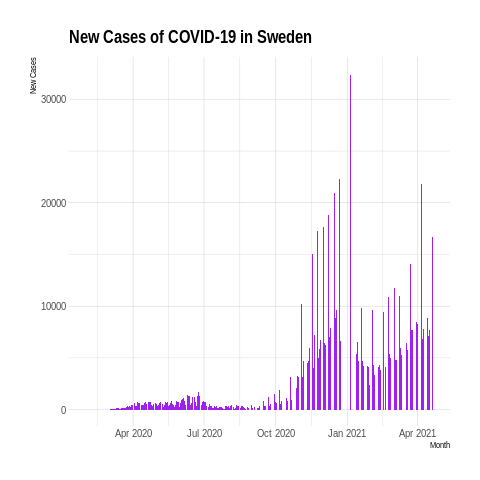 New Cases of COVID-19 in Sweden
New Cases
30000
20000
10000
0
Apr 2020 Jul 2020 Oct 2020 Jan 2021 Apr 2021
Month